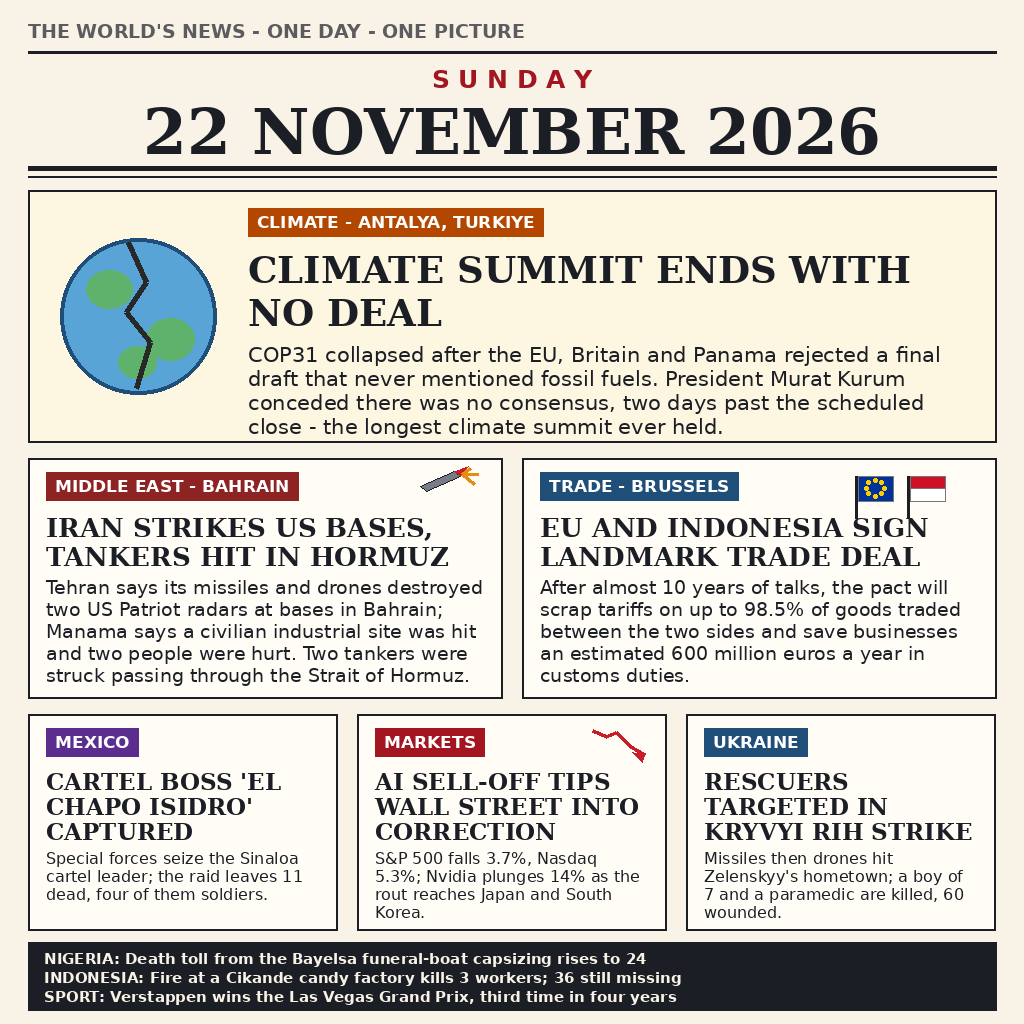 THE WORLD'S NEWS - ONE DAY - ONE PICTURE
SUNDAY
22 NOVEMBER 2026
CLIMATE - ANTALYA, TURKIYE
CLIMATE SUMMIT ENDS WITH
NO DEAL
COP31 collapsed after the EU, Britain and Panama rejected a final
draft that never mentioned fossil fuels. President Murat Kurum
conceded there was no consensus, two days past the scheduled
close - the longest climate summit ever held.
MIDDLE EAST - BAHRAIN
IRAN STRIKES US BASES,
TANKERS HIT IN HORMUZ
Tehran says its missiles and drones destroyed
two US Patriot radars at bases in Bahrain;
Manama says a civilian industrial site was hit
and two people were hurt. Two tankers were
struck passing through the Strait of Hormuz.
TRADE - BRUSSELS
EU AND INDONESIA SIGN
LANDMARK TRADE DEAL
After almost 10 years of talks, the pact will
scrap tariffs on up to 98.5% of goods traded
between the two sides and save businesses
an estimated 600 million euros a year in
customs duties.
MEXICO
CARTEL BOSS 'EL
CHAPO ISIDRO'
CAPTURED
Special forces seize the Sinaloa
cartel leader; the raid leaves 11
dead, four of them soldiers.
MARKETS
AI SELL-OFF TIPS
WALL STREET INTO
CORRECTION
S&P 500 falls 3.7%, Nasdaq
5.3%; Nvidia plunges 14% as the
rout reaches Japan and South
Korea.
UKRAINE
RESCUERS
TARGETED IN
KRYVYI RIH STRIKE
Missiles then drones hit
Zelenskyy's hometown; a boy of
7 and a paramedic are killed, 60
wounded.
NIGERIA: Death toll from the Bayelsa funeral-boat capsizing rises to 24
INDONESIA: Fire at a Cikande candy factory kills 3 workers; 36 still missing
SPORT: Verstappen wins the Las Vegas Grand Prix, third time in four years